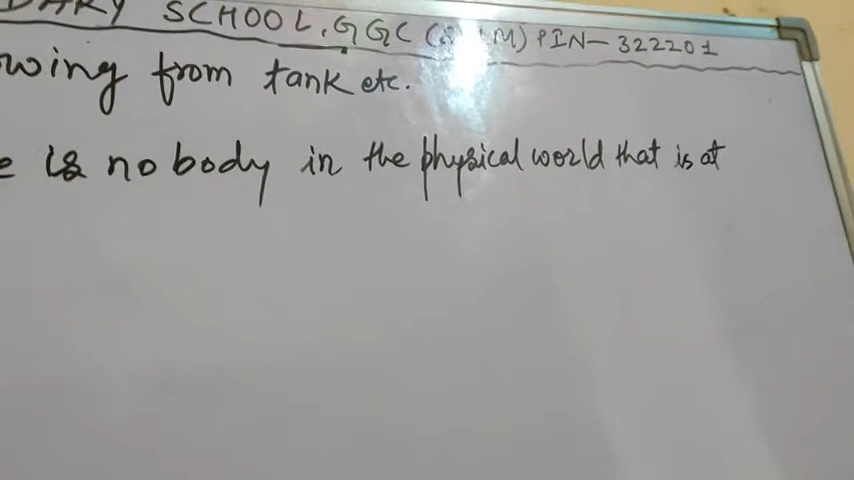 SCHOOL, GGC ( M) PIN-322201
wing from tank etc.
e is no body in the physical world that is at